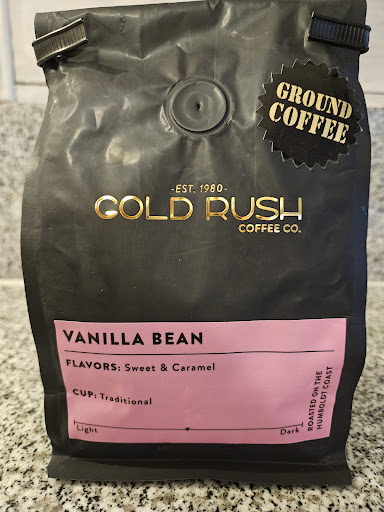 GROUND
COFFEE
-EST. 1980-
GOLD RUSH
COFFEE CO.
VANILLA BEAN
FLAVORS: Sweet & Caramel
CUP: Traditional
Light
Dark
ROASTED ON THE
HUMBOLDT COAST